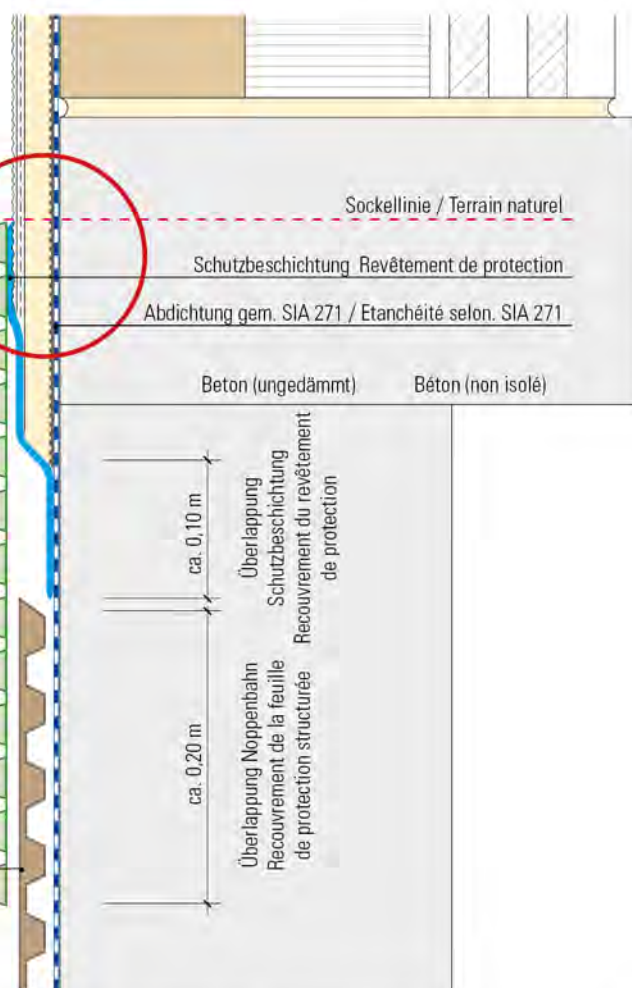 Sockellinie / Terrain naturel
Schutzbeschichtung Revêtement de protection
Abdichtung gem. SIA 271 / Etanchéité selon. SIA 271
Beton (ungedämmt) Béton (non isolé)
ca. 0,10 m
Überlappung
Schutzbeschichtung
Recouvrement du revêtement
de protection
ca. 0,20 m
Überlappung Noppenbahn
Recouvrement de la feuille
de protection structurée